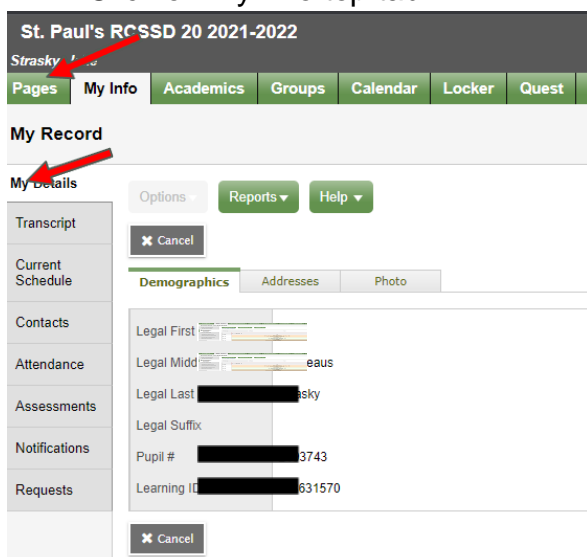 St. Paul's RCSSD 20 2021-2022
Strasky
Pages My Info Academics Groups Calendar Locker Quest
My Record
My Details
Transcript
Current
Schedule
Contacts
Attendance
Assessments
Notifications
Requests
Options Reports Help
Cancel
Demographics Addresses Photo
Legal First
Legal Midd eaus
Legal Last sky
Legal Suffix
Pupil # 3743
Learning ID 631570
Cancel